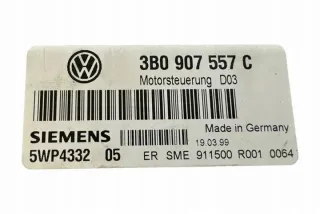 3B0 907 557 C
Motorsteuerung D03
Made in Germany
SIEMENS
19.03.99
5WP4332 05
ER SME 911500 R001 0064